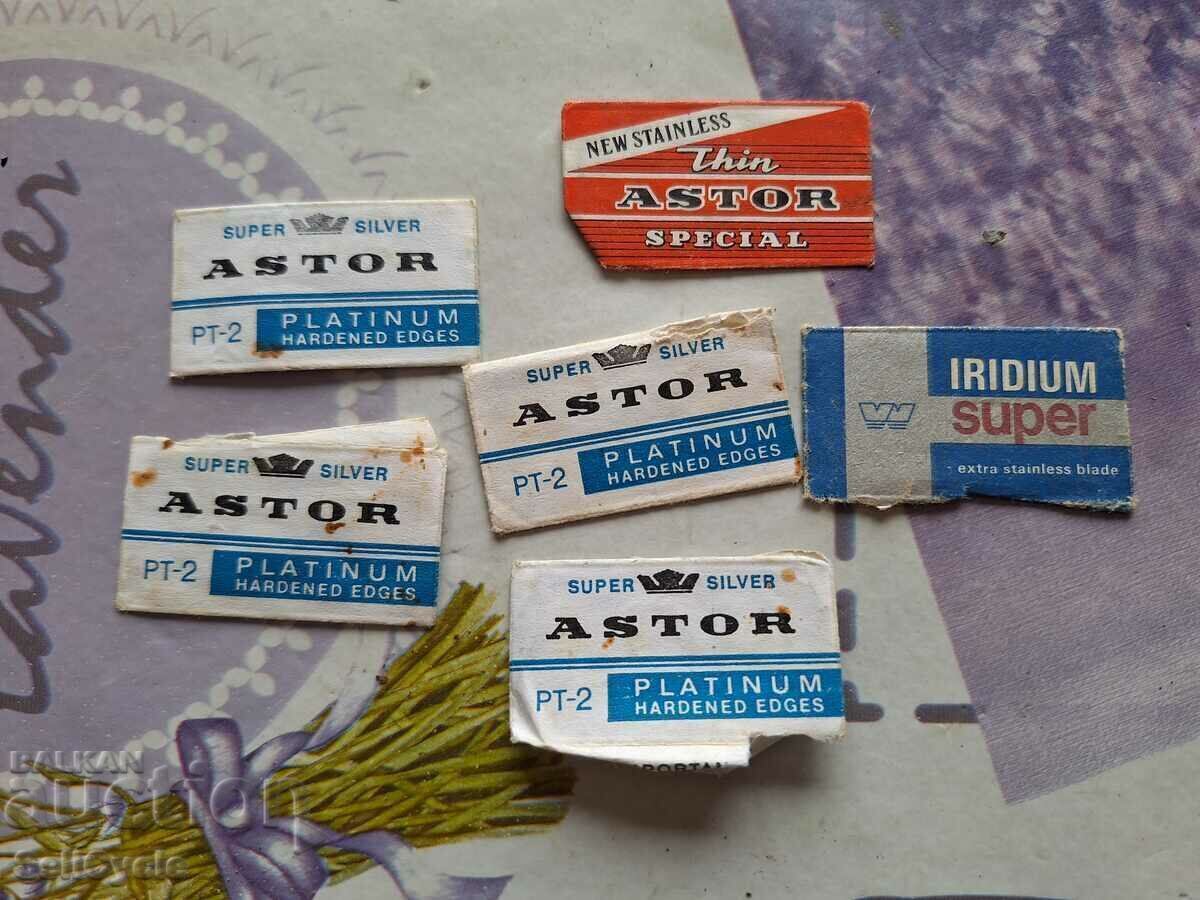 NEW STAINLESS
Thin
ASTOR
SPECIAL
SUPER SILVER
ASTOR
PT-2 PLATINUM
HARDENED EDGES
SUPER SILVER
ASTOR
PT-2 PLATINUM
HARDENED EDGES
IRIDIUM
super
extra stainless blade
SUPER SILVER
ASTOR
PT-2 PLATINUM
HARDENED EDGES
SUPER SILVER
ASTOR
PT-2 PLATINUM
HARDENED EDGES
Lavender
BALKAN
auction
SellCycle